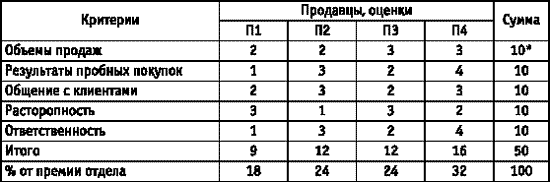 Критерии Продавцы, оценки Сумма
П1 П2 П3 П4
Объемы продаж 2 2 3 3 10*
Результаты пробных покупок 1 3 2 4 10
Общение с клиентами 2 3 2 3 10
Расторопность 3 1 3 2 10
Ответственность 1 3 2 4 10
Итого 9 12 12 16 50
% от премии отдела 18 24 24 32 100